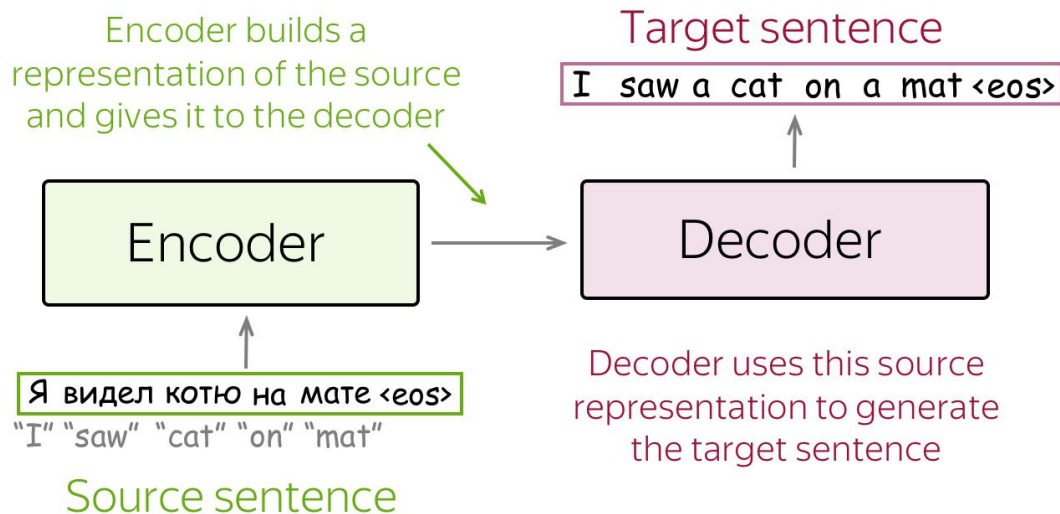 Encoder builds a
representation of the source
and gives it to the decoder
Target sentence
I saw a cat on a mat <eos>
Encoder
Decoder
Я видел котю на мате <eos>
“I” “saw” “cat” “on” “mat”
Source sentence
Decoder uses this source
representation to generate
the target sentence